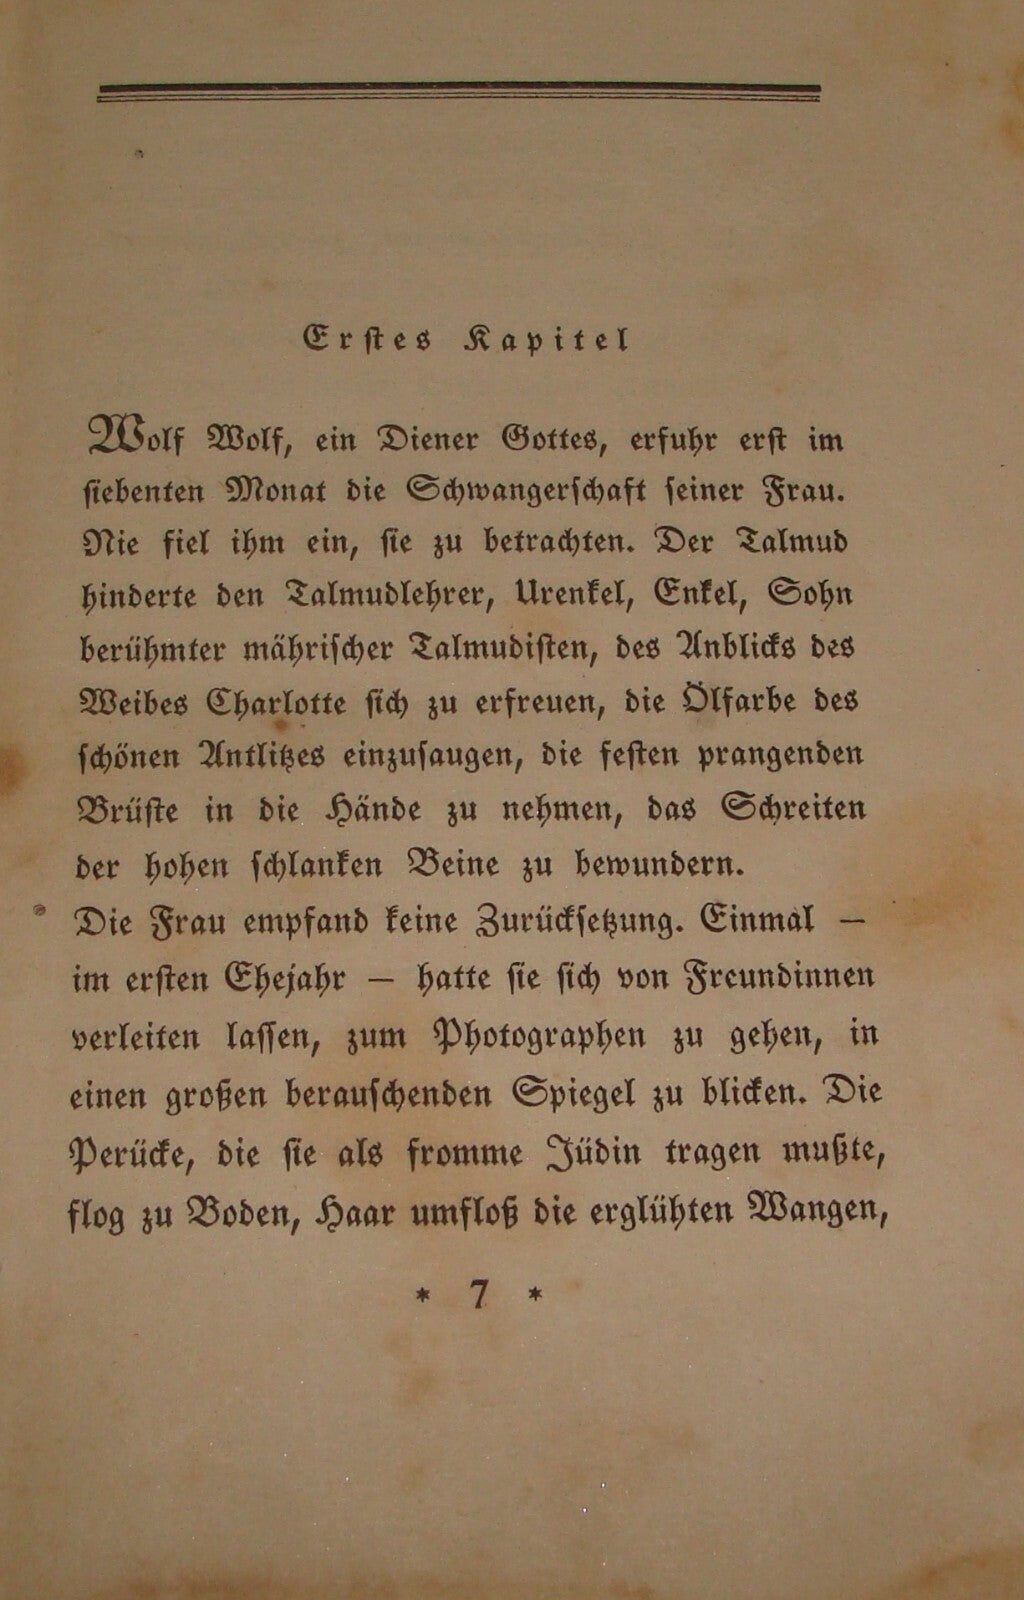 Erstes Kapitel
Wolf Wolf, ein Diener Gottes, erfuhr erst im
siebenten Monat die Schwangerschaft seiner Frau.
Nie fiel ihm ein, sie zu betrachten. Der Talmud
hinderte den Talmudlehrer, Urenkel, Enkel, Sohn
berühmter mährischer Talmudisten, des Anblicks des
Weibes Charlotte sich zu erfreuen, die Ölfarbe des
schönen Antlitzes einzusaugen, die festen prangenden
Brüste in die Hände zu nehmen, das Schreiten
der hohen schlanken Beine zu bewundern.
Die Frau empfand keine Zurücksetzung. Einmal —
im ersten Ehejahr — hatte sie sich von Freundinnen
verleiten lassen, zum Photographen zu gehen, in
einen großen berauschenden Spiegel zu blicken. Die
Perücke, die sie als fromme Jüdin tragen mußte,
flog zu Boden, Haar umfloß die erglühten Wangen,
* 7 *